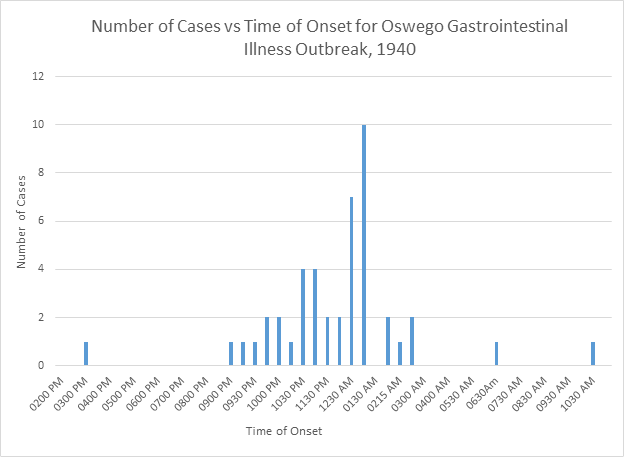 Number of Cases vs Time of Onset for Oswego Gastrointestinal
Illness Outbreak, 1940
12
10
8
6
4
2
0
Number of Cases
0200 PM
0300 PM
0400 PM
0500 PM
0600 PM
0700 PM
0800 PM
0900 PM
0930 PM
1000 PM
1030 PM
1130 PM
1230 AM
0130 AM
0215 AM
0300 AM
0400 AM
0530 AM
0630Am
0730 AM
0830 AM
0930 AM
1030 AM
Time of Onset